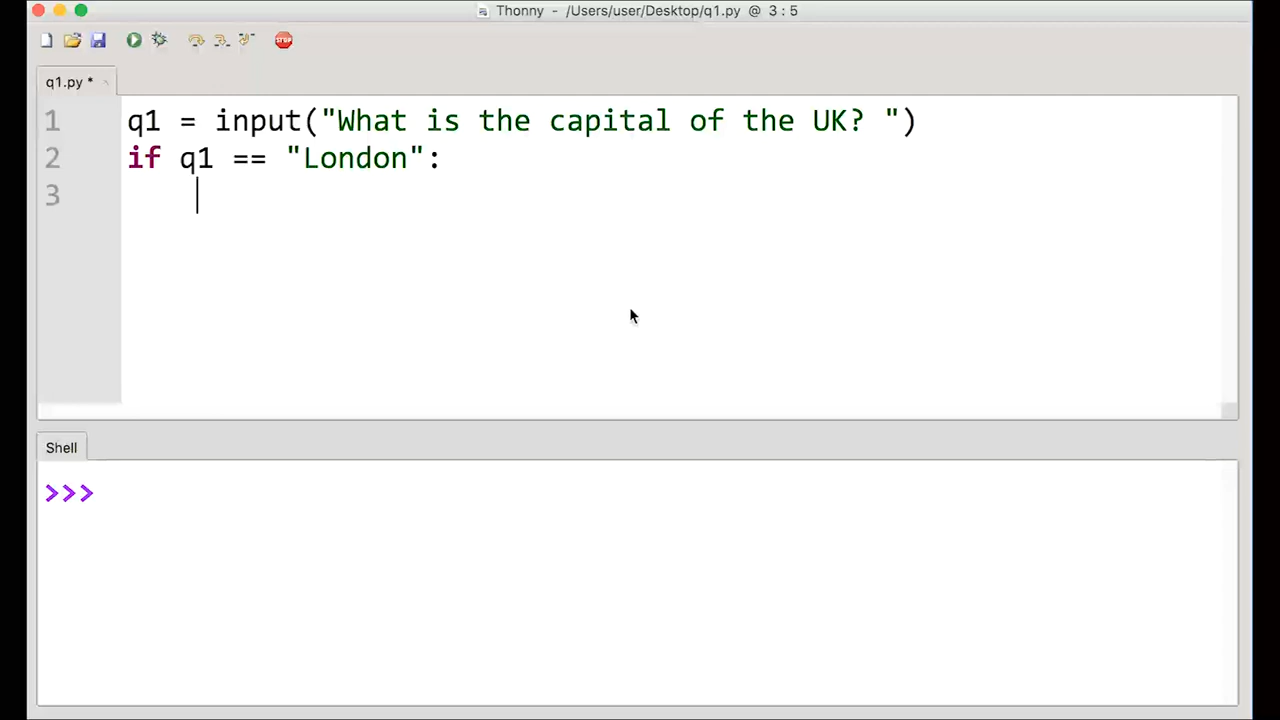 Thonny - /Users/user/Desktop/q1.py @ 3 : 5
STOP
q1.py *
1 q1 = input("What is the capital of the UK? ")
2 if q1 == "London":
3
Shell
>>>